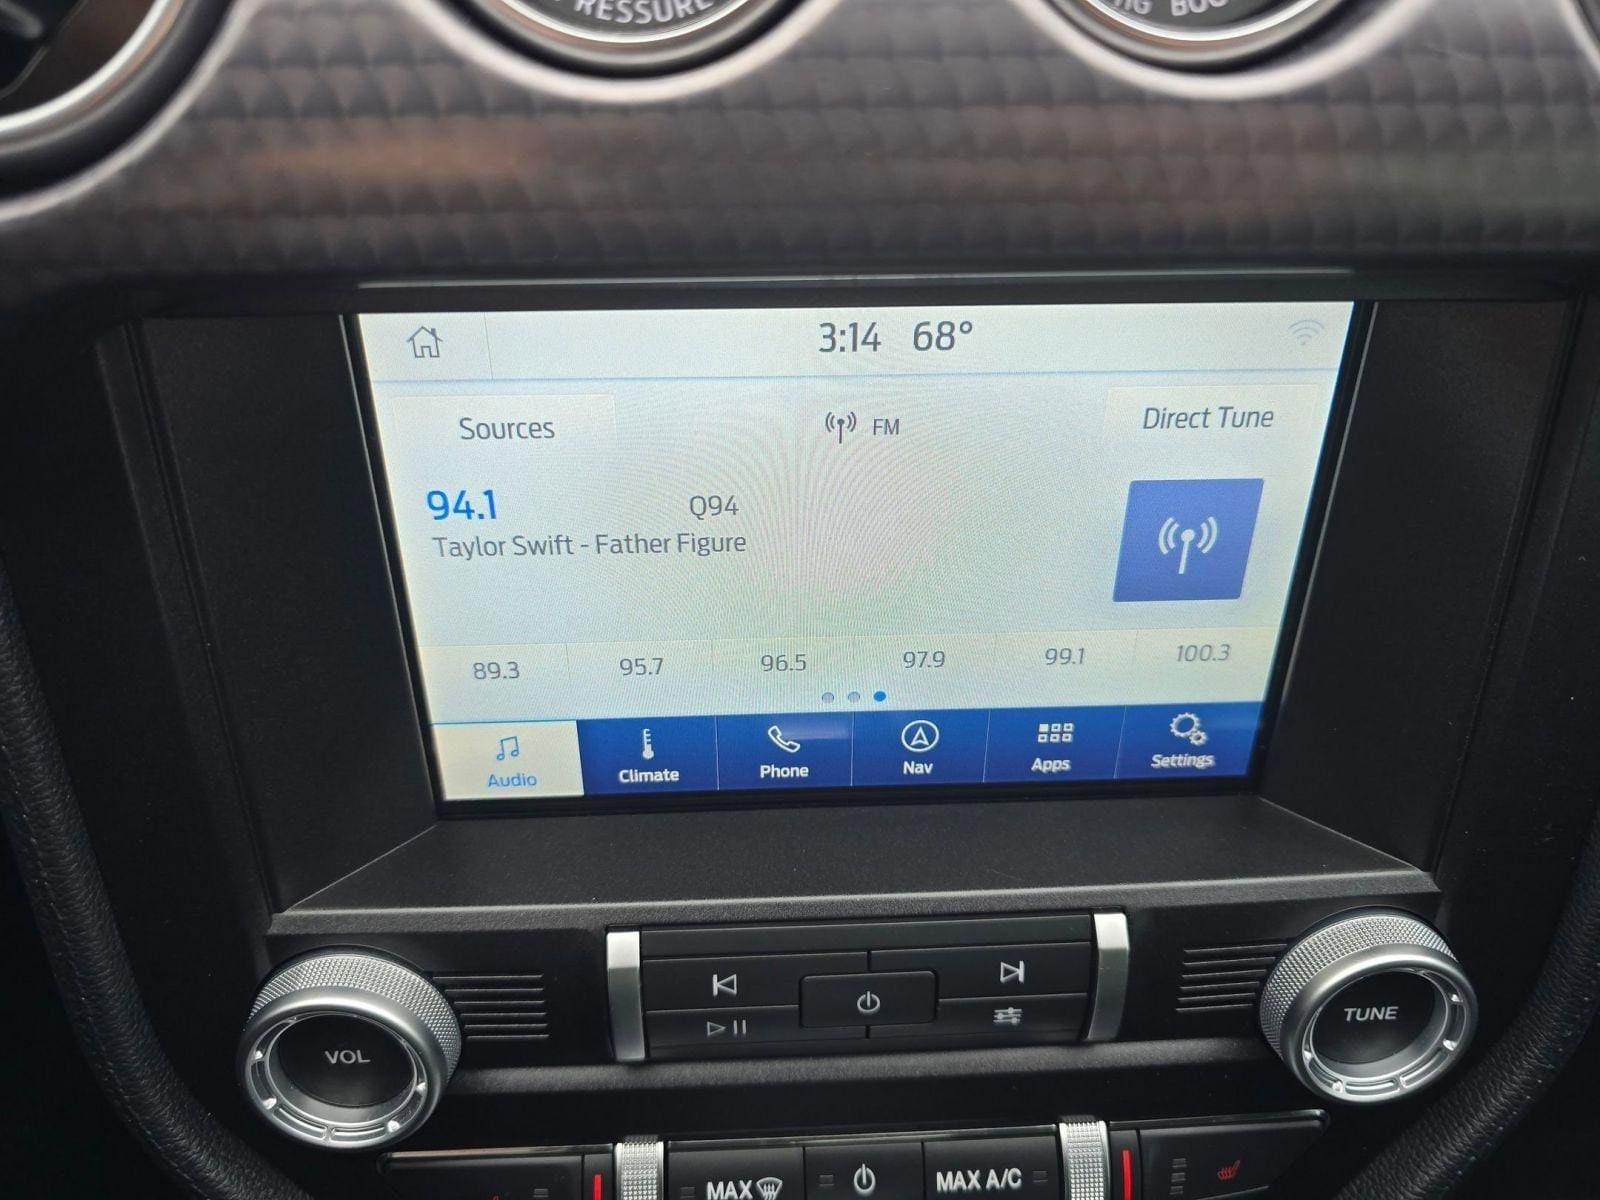 PRESSURE
3:14 68°
Sources FM Direct Tune
94.1 Q94
Taylor Swift - Father Figure
89.3 95.7 96.5 97.9 99.1 100.3
Audio Climate Phone Nav Apps Settings
VOL TUNE
MAX MAX A/C